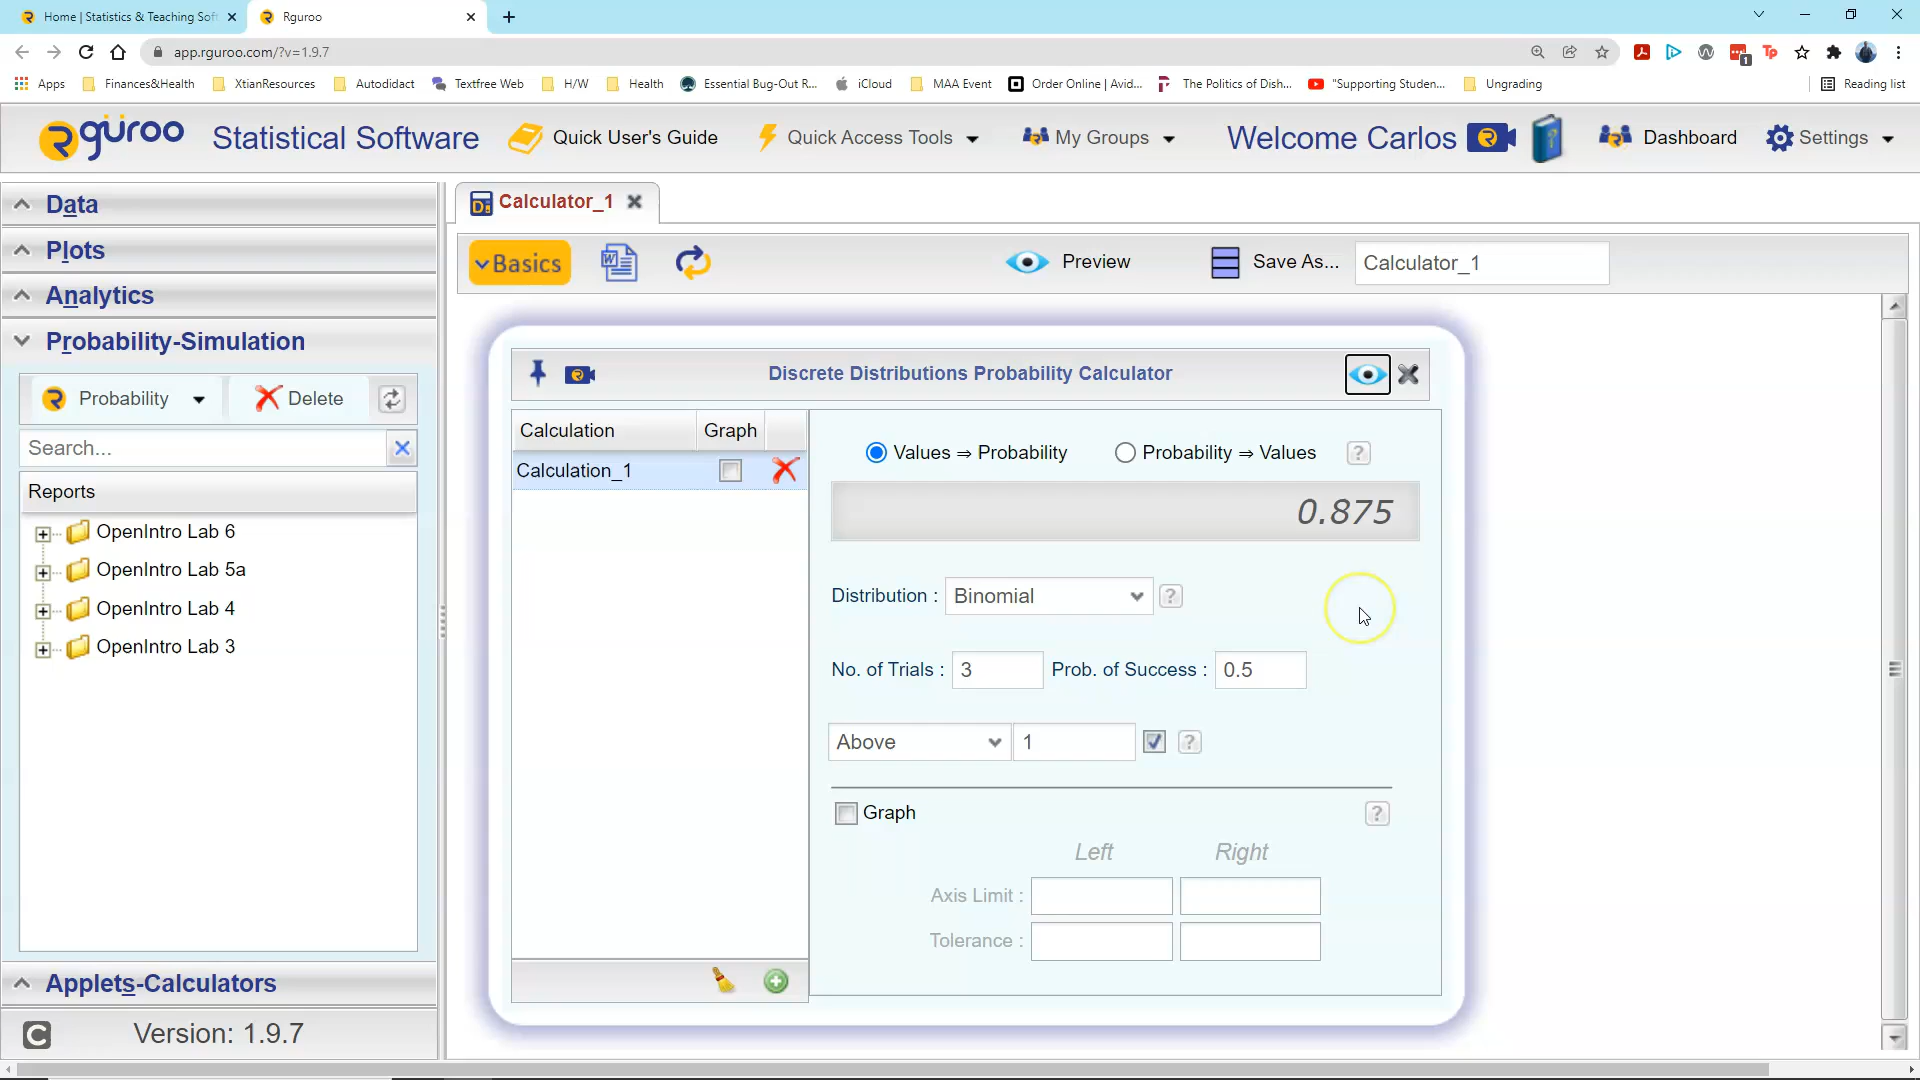 Home | Statistics & Teaching Soft
Rguroo
app.rguroo.com/?v=1.9.7
1
Apps
Finances&Health
XtianResources
Autodidact
Textfree Web
H/W
Health
Essential Bug-Out R...
iCloud
MAA Event
Order Online | Avid...
The Politics of Dish...
"Supporting Studen...
Ungrading
Reading list
Rgüroo
Statistical Software
Quick User's Guide
Quick Access Tools
My Groups
Welcome Carlos
Dashboard
Settings
Data
Plots
Analytics
Probability-Simulation
Probability
Delete
Search...
Reports
OpenIntro Lab 6
OpenIntro Lab 5a
OpenIntro Lab 4
OpenIntro Lab 3
Applets-Calculators
Version: 1.9.7
Calculator_1
Basics
Preview
Save As...
Calculator_1
Discrete Distributions Probability Calculator
Calculation
Graph
Calculation_1
Values ⇒ Probability
Probability ⇒ Values
?
0.875
Distribution :
Binomial
?
No. of Trials :
3
Prob. of Success :
0.5
Above
1
?
Graph
?
Left
Right
Axis Limit :
Tolerance :